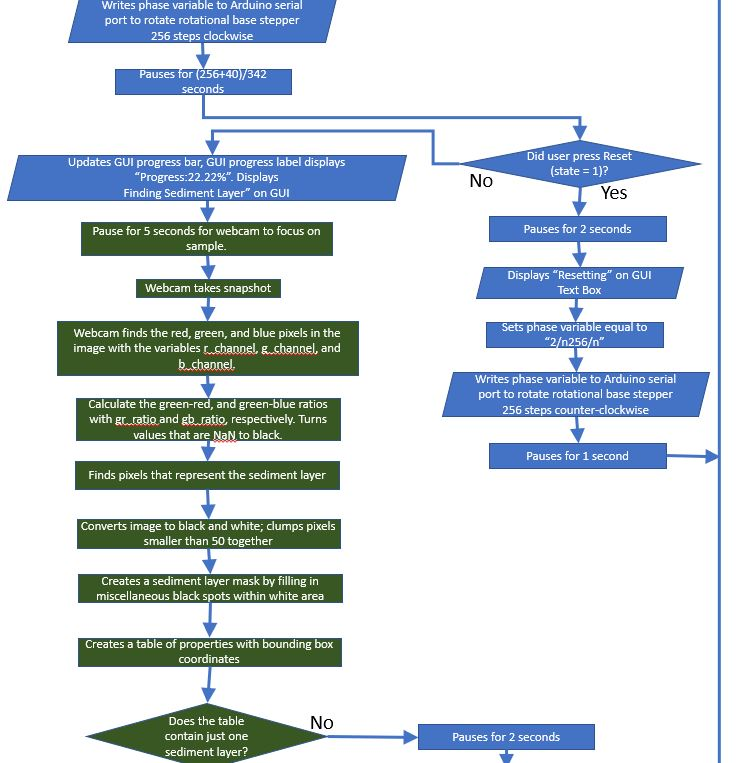 Writes phase variable to Arduino serial
port to rotate rotational base stepper
256 steps clockwise
Pauses for (256+40)/342
seconds
Did user press Reset
(state = 1)?
No
Yes
Updates GUI progress bar, GUI progress label displays
“Progress:22.22%”. Displays
Finding Sediment Layer” on GUI
Pause for 5 seconds for webcam to focus on
sample.
Webcam takes snapshot
Webcam finds the red, green, and blue pixels in the
image with the variables r_channel, g_channel, and
b_channel.
Calculate the green-red, and green-blue ratios
with gr_ratio and gb_ratio, respectively. Turns
values that are NaN to black.
Finds pixels that represent the sediment layer
Converts image to black and white; clumps pixels
smaller than 50 together
Creates a sediment layer mask by filling in
miscellaneous black spots within white area
Creates a table of properties with bounding box
coordinates
Does the table
contain just one
sediment layer?
No
Pauses for 2 seconds
Pauses for 2 seconds
Displays “Resetting” on GUI
Text Box
Sets phase variable equal to
“2/n256/n”
Writes phase variable to Arduino serial
port to rotate rotational base stepper
256 steps counter-clockwise
Pauses for 1 second